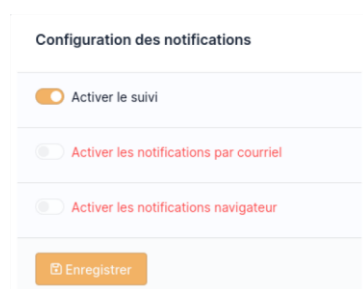 Configuration des notifications
Activer le suivi
Activer les notifications par courriel
Activer les notifications navigateur
Enregistrer